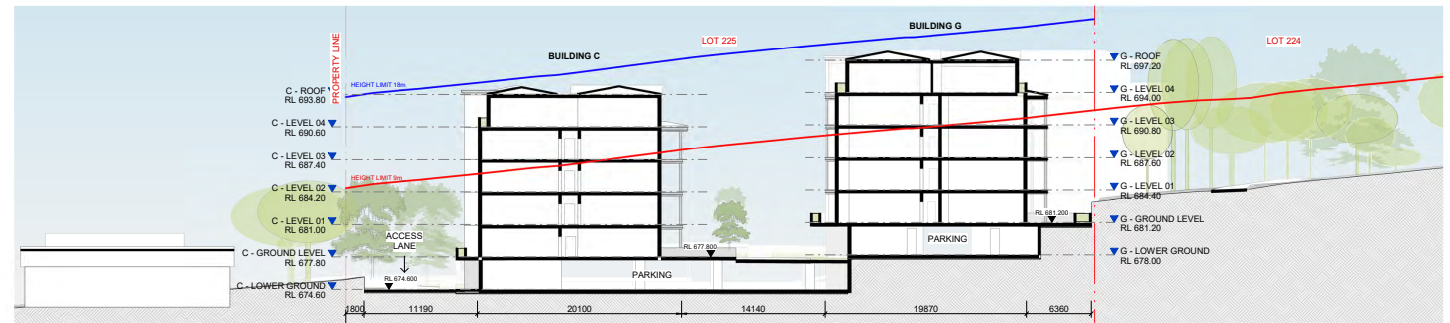 BUILDING G
LOT 225
LOT 224
BUILDING C
PROPERTY LINE
HEIGHT LIMIT 18m
C - ROOF
RL 693.80
C - LEVEL 04
RL 690.60
C - LEVEL 03
RL 687.40
HEIGHT LIMIT 9m
C - LEVEL 02
RL 684.20
C - LEVEL 01
RL 681.00
ACCESS
LANE
C - GROUND LEVEL
RL 677.80
RL 674.600
C - LOWER GROUND
RL 674.60
RL 677.800
PARKING
RL 681.200
PARKING
G - ROOF
RL 697.20
G - LEVEL 04
RL 694.00
G - LEVEL 03
RL 690.80
G - LEVEL 02
RL 687.60
G - LEVEL 01
RL 684.40
G - GROUND LEVEL
RL 681.20
G - LOWER GROUND
RL 678.00
1800 11190 20100 14140 19870 6360